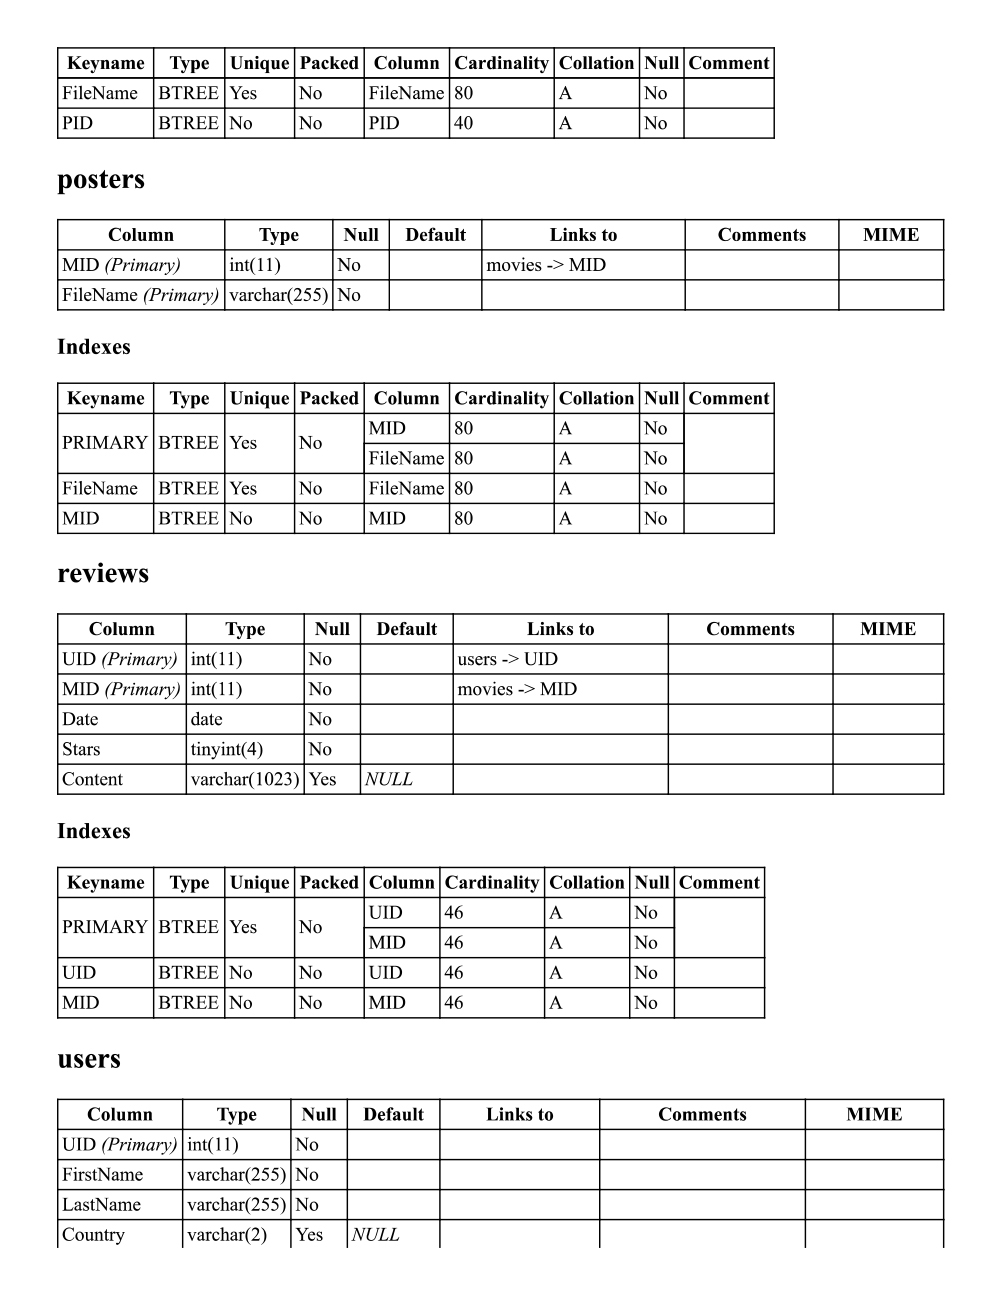 Keyname Type Unique Packed Column Cardinality Collation Null Comment
FileName BTREE Yes No FileName 80 A No
PID BTREE No No PID 40 A No
posters
Column Type Null Default Links to Comments MIME
MID (Primary) int(11) No movies -> MID
FileName (Primary) varchar(255) No
Indexes
Keyname Type Unique Packed Column Cardinality Collation Null Comment
PRIMARY BTREE Yes No MID 80 A No
FileName 80 A No
FileName BTREE Yes No FileName 80 A No
MID BTREE No No MID 80 A No
reviews
Column Type Null Default Links to Comments MIME
UID (Primary) int(11) No users -> UID
MID (Primary) int(11) No movies -> MID
Date date No
Stars tinyint(4) No
Content varchar(1023) Yes NULL
Indexes
Keyname Type Unique Packed Column Cardinality Collation Null Comment
PRIMARY BTREE Yes No UID 46 A No
MID 46 A No
UID BTREE No No UID 46 A No
MID BTREE No No MID 46 A No
users
Column Type Null Default Links to Comments MIME
UID (Primary) int(11) No
FirstName varchar(255) No
LastName varchar(255) No
Country varchar(2) Yes NULL